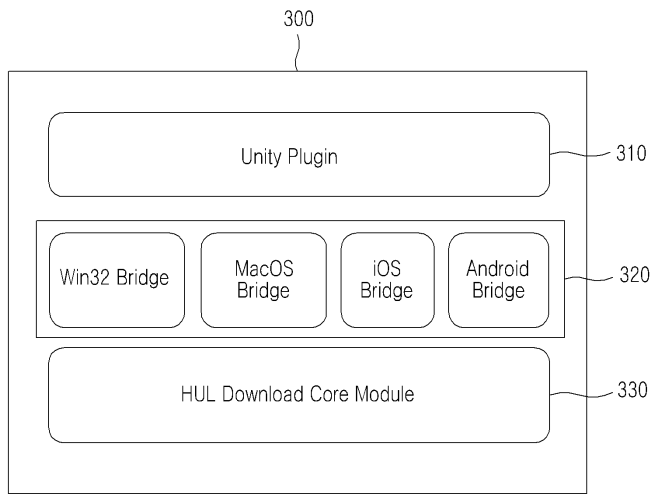 300
Unity Plugin
310
Win32 Bridge
MacOS
Bridge
iOS
Bridge
Android
Bridge
320
HUL Download Core Module
330